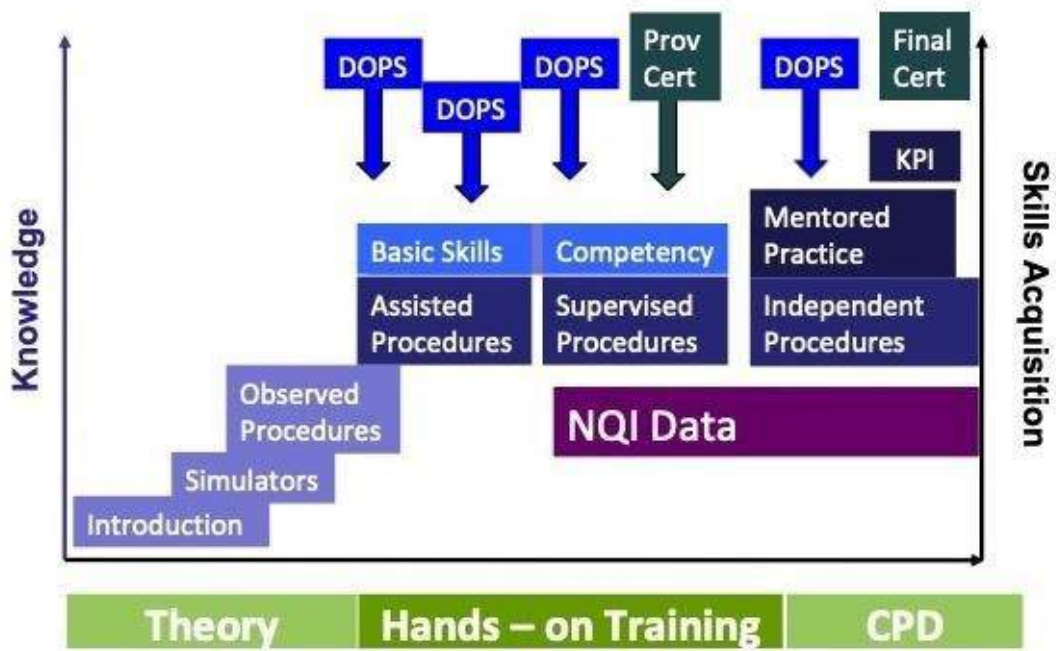 DOPS
DOPS
DOPS
Prov
Cert
DOPS
Final
Cert
KPI
Knowledge
Skills Acquisition
Basic Skills
Competency
Mentored
Practice
Assisted
Procedures
Supervised
Procedures
Independent
Procedures
Observed
Procedures
NQI Data
Simulators
Introduction
Theory
Hands – on Training
CPD